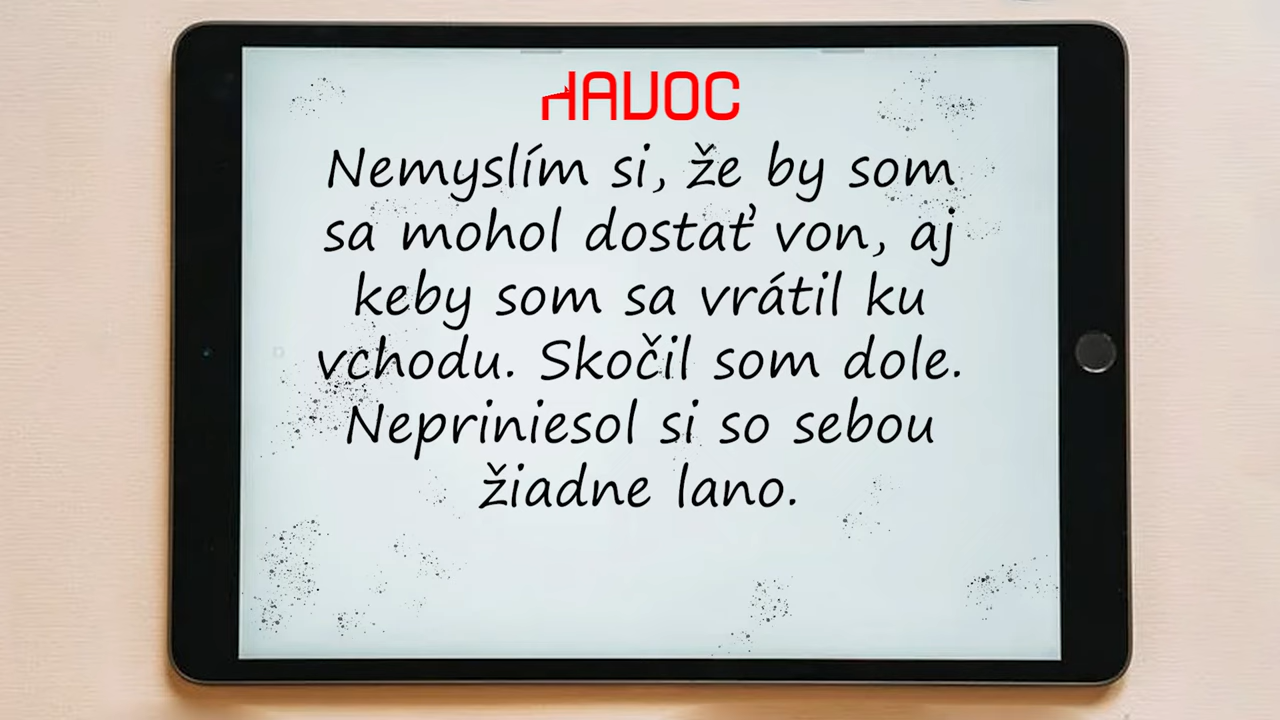 HAVOC
Nemyslím si, že by som
sa mohol dostať von, aj
keby som sa vrátil ku
vchodu. Skočil som dole.
Nepriniesol si so sebou
žiadne lano.